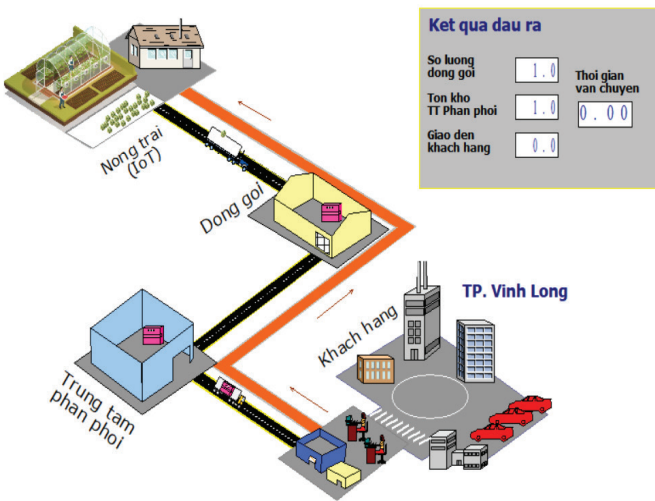 Ket qua dau ra
So luong
dong goi
1.0
Thoi gian
van chuyen
Ton kho
TT Phan phoi
1.0
0.00
Giao den
khach hang
0.0
Nong trai
(IoT)
Dong goi
TP. Vinh Long
Khach hang
Trung tam
phan phoi